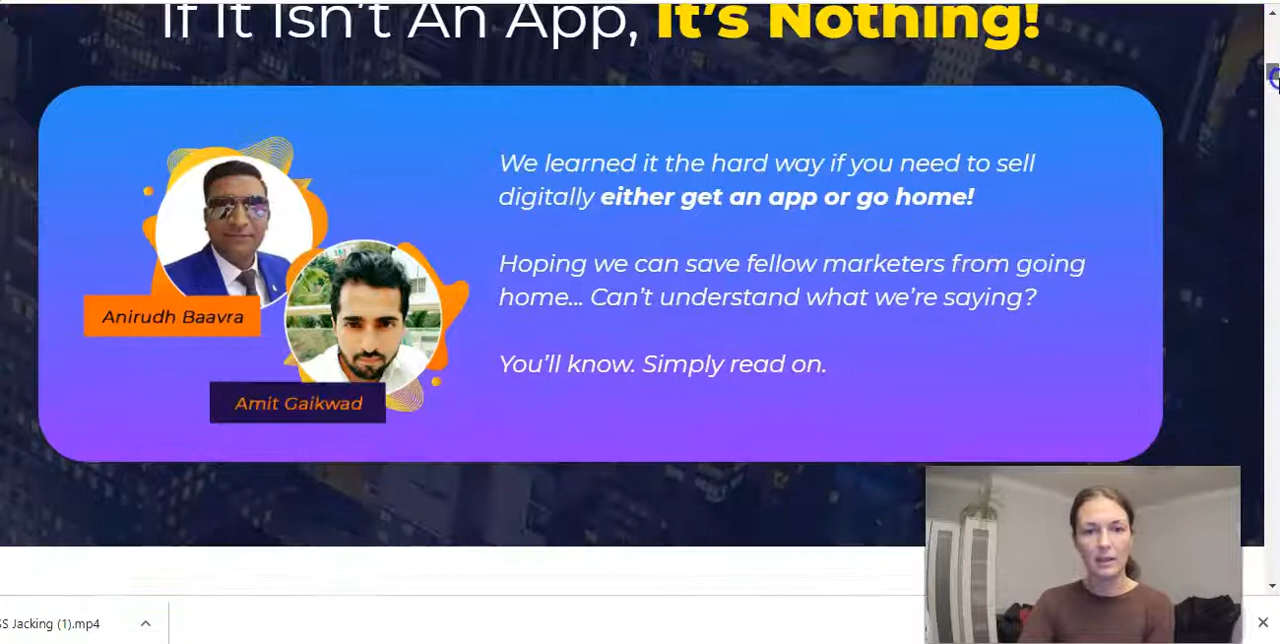 If It Isn't An App, It's Nothing!
We learned it the hard way if you need to sell
digitally either get an app or go home!
Hoping we can save fellow marketers from going
home... Can't understand what we're saying?
You'll know. Simply read on.
Anirudh Baavra
Amit Gaikwad
SS Jacking (1).mp4